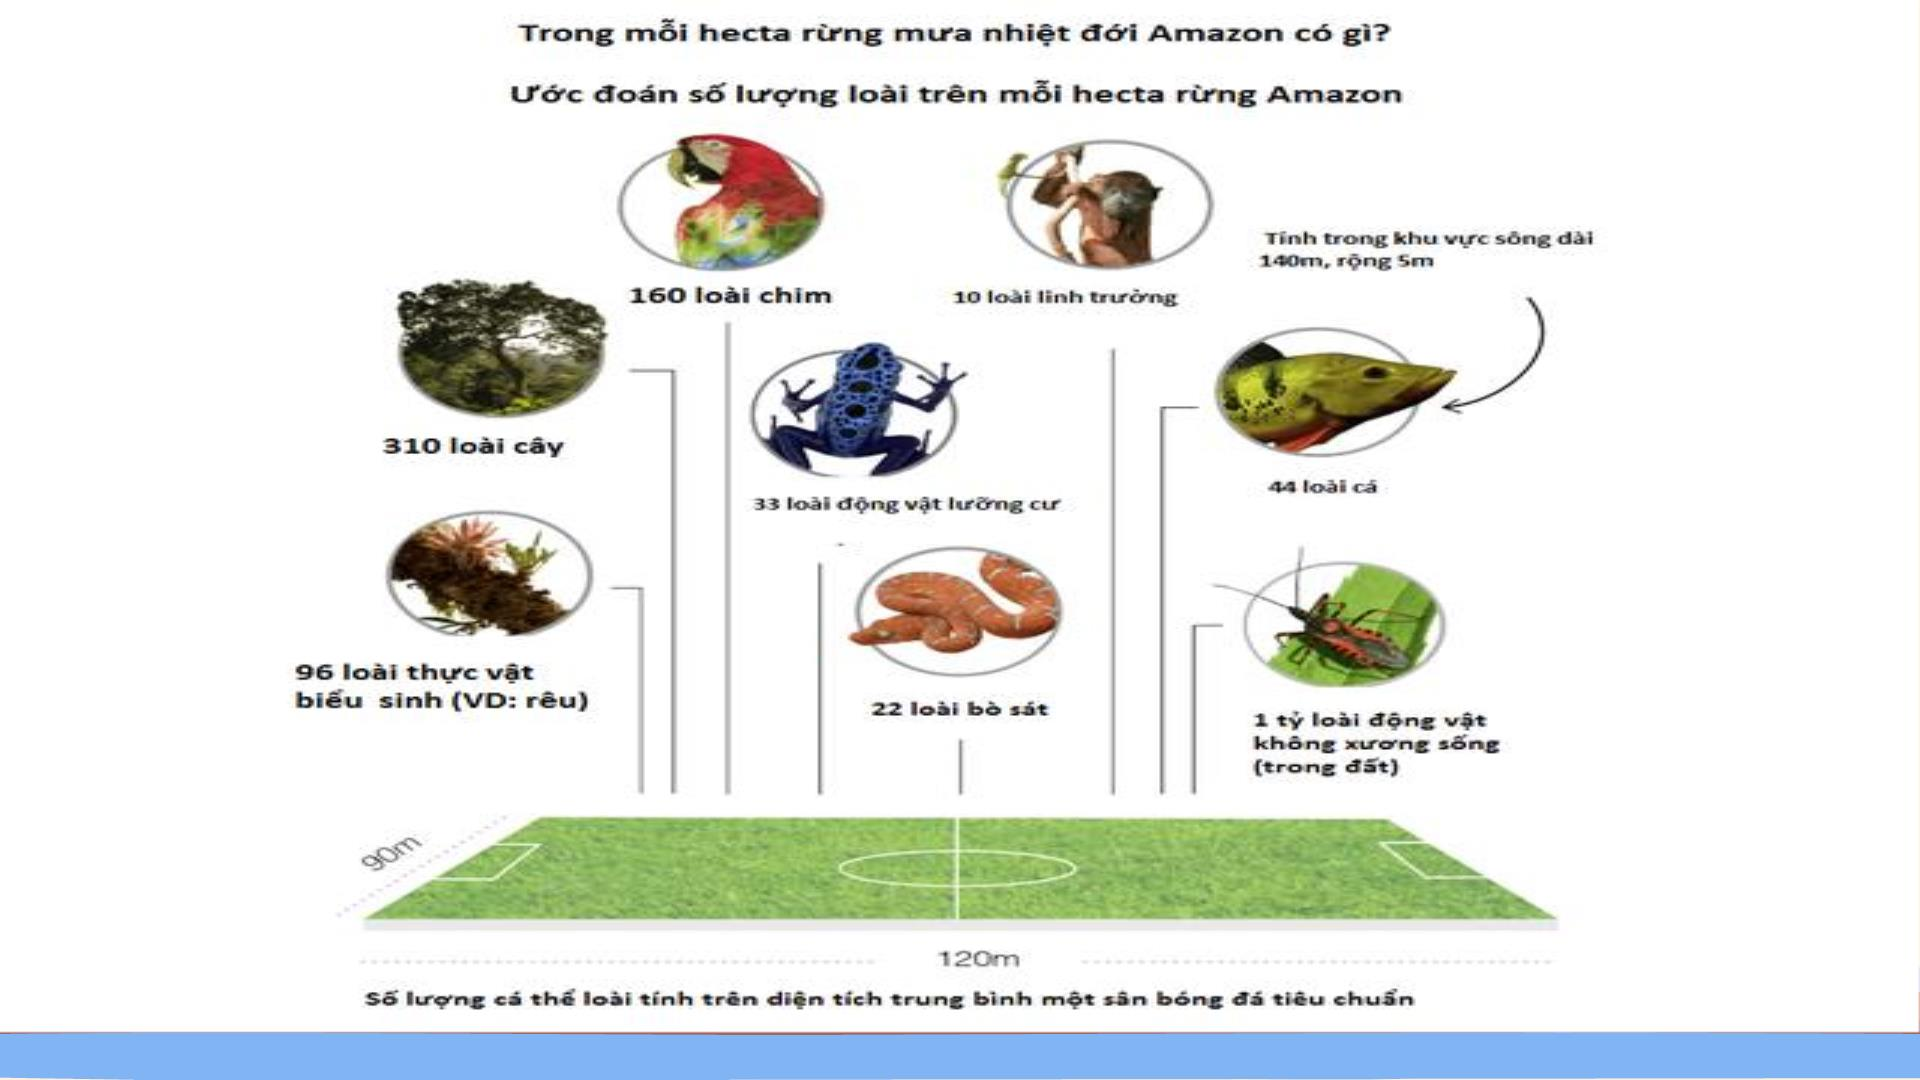 Trong mỗi hecta rừng mưa nhiệt đới Amazon có gì?
Ước đoán số lượng loài trên mỗi hecta rừng Amazon
160 loài chim
10 loài linh trưởng
Tính trong khu vực sông dài
140m, rộng 5m
310 loài cây
33 loài động vật lưỡng cư
44 loài cá
96 loài thực vật
biểu sinh (VD: rêu)
22 loài bò sát
1 tỷ loài động vật
không xương sống
(trong đất)
90m
120m
Số lượng cá thể loài tính trên diện tích trung bình một sân bóng đá tiêu chuẩn